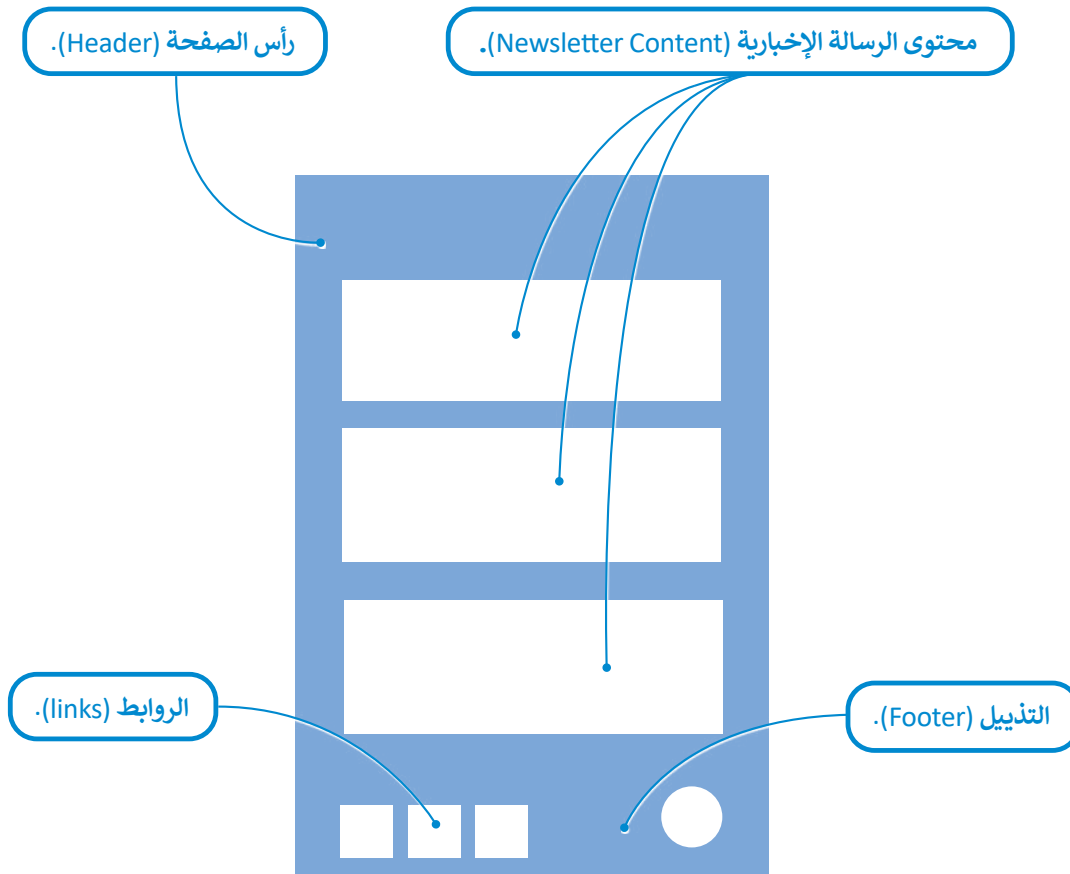 محتوى الرسالة الإخبارية (Newsletter Content).
رأس الصفحة (Header).
التذييل (Footer).
الروابط (links).